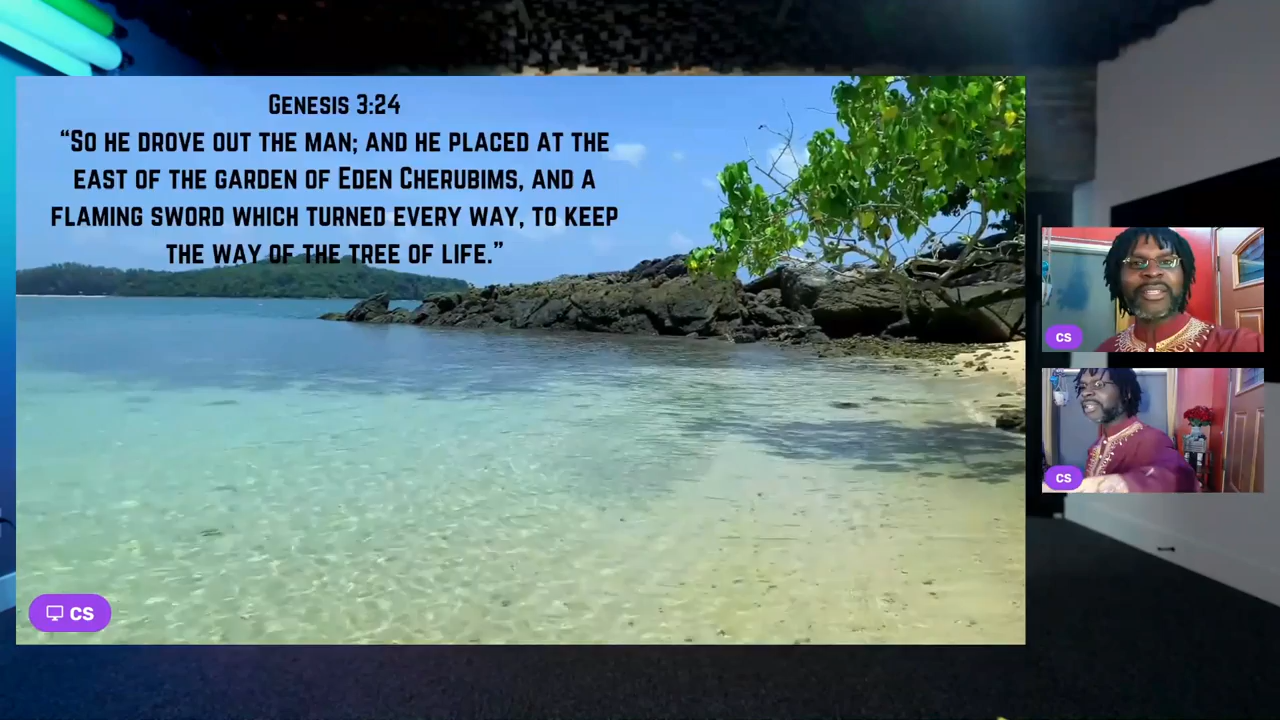 Genesis 3:24
“So he drove out the man; and he placed at the
east of the garden of Eden Cherubims, and a
flaming sword which turned every way, to keep
the way of the tree of life.”
CS
CS
CS